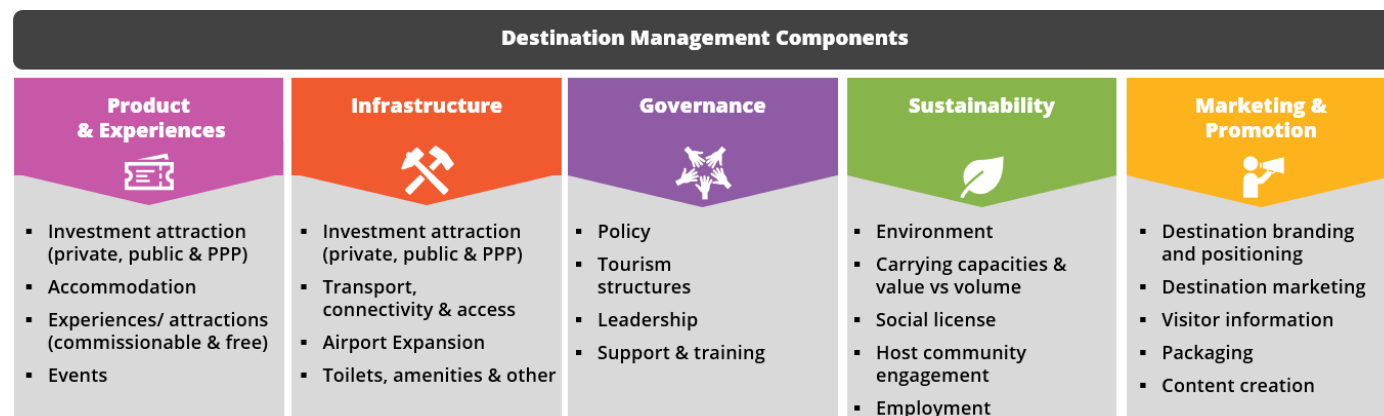 Destination Management Components
Product
& Experiences
▪ Investment attraction
(private, public & PPP)
▪ Accommodation
▪ Experiences/ attractions
(commissionable & free)
▪ Events
Infrastructure
▪ Investment attraction
(private, public & PPP)
▪ Transport,
connectivity & access
▪ Airport Expansion
▪ Toilets, amenities & other
Governance
▪ Policy
▪ Tourism
structures
▪ Leadership
▪ Support & training
Sustainability
▪ Environment
▪ Carrying capacities &
value vs volume
▪ Social license
▪ Host community
engagement
▪ Employment
Marketing &
Promotion
▪ Destination branding
and positioning
▪ Destination marketing
▪ Visitor information
▪ Packaging
▪ Content creation